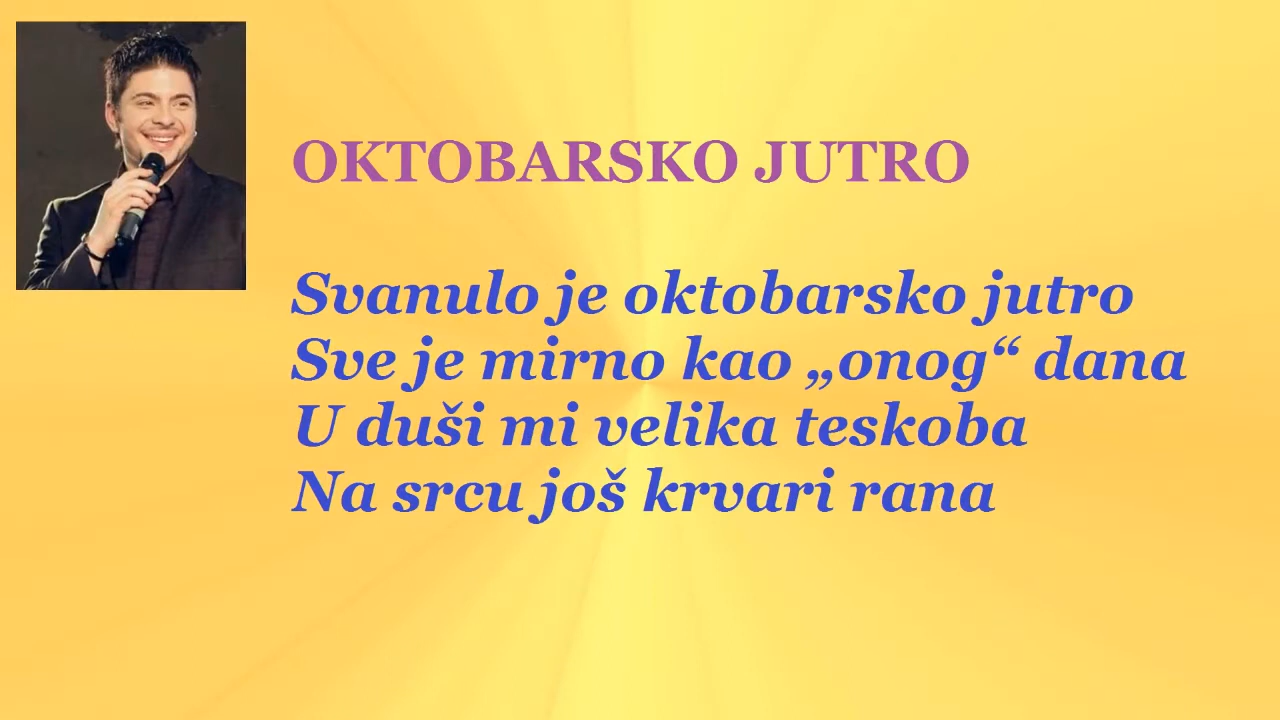 OKTOBARSKO JUTRO
Svanulo je oktobarsko jutro
Sve je mirno kao „onog“ dana
U duši mi velika teskoba
Na srcu još krvari rana